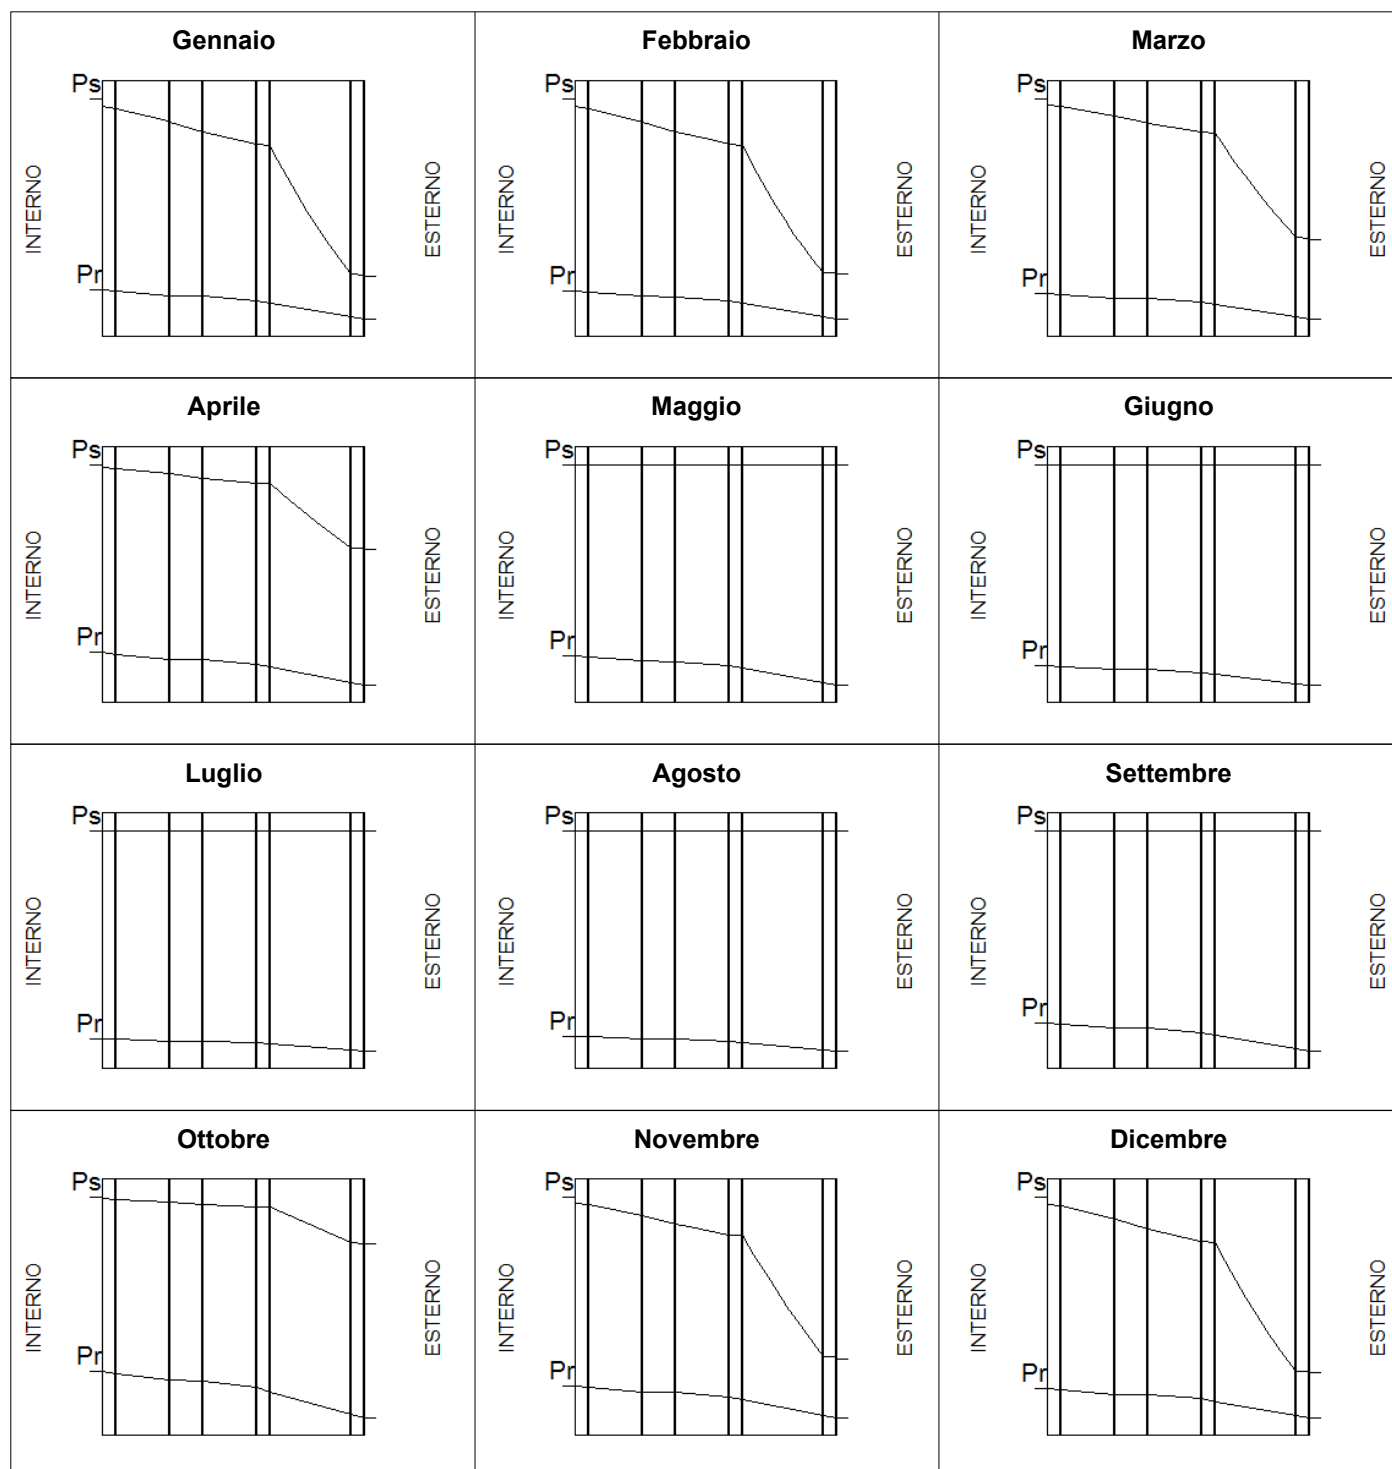 Gennaio
Febbraio
Marzo
Ps
Ps
Ps
INTERNO
ESTERNO
INTERNO
ESTERNO
INTERNO
ESTERNO
Pr
Pr
Pr
Aprile
Maggio
Giugno
Ps
Ps
Ps
INTERNO
ESTERNO
INTERNO
ESTERNO
INTERNO
ESTERNO
Pr
Pr
Pr
Luglio
Agosto
Settembre
Ps
Ps
Ps
INTERNO
ESTERNO
INTERNO
ESTERNO
INTERNO
ESTERNO
Pr
Pr
Pr
Ottobre
Novembre
Dicembre
Ps
Ps
Ps
INTERNO
ESTERNO
INTERNO
ESTERNO
INTERNO
ESTERNO
Pr
Pr
Pr